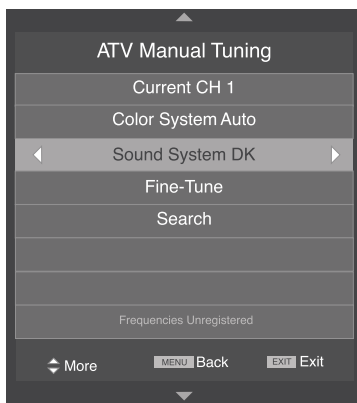 ATV Manual Tuning
Current CH 1
Color System Auto
Sound System DK
Fine-Tune
Search
Frequencies Unregistered
More MENU Back EXIT Exit